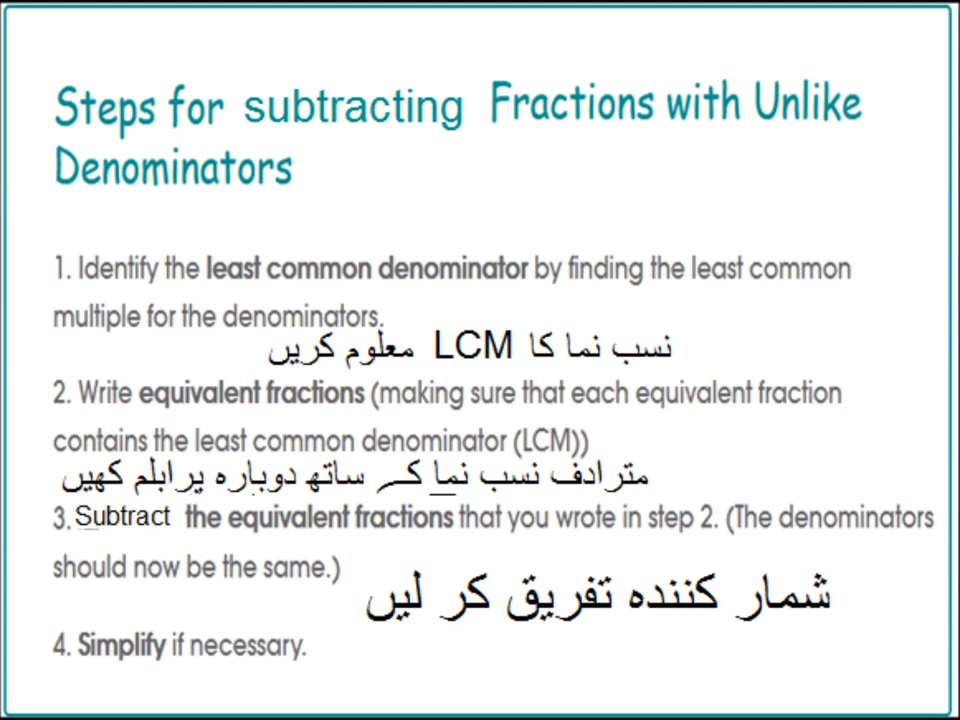 Steps for subtracting Fractions with Unlike
Denominators
1. Identify the least common denominator by finding the least common
multiple for the denominators.
نسب نما کا LCM معلوم کریں
2. Write equivalent fractions (making sure that each equivalent fraction
contains the least common denominator (LCM))
مترادف نسب نما کے ساتھ دوبارہ پرابلم کھیں
3. Subtract the equivalent fractions that you wrote in step 2. (The denominators
should now be the same.)
شمار کنندہ تفریق کر لیں
4. Simplify if necessary.